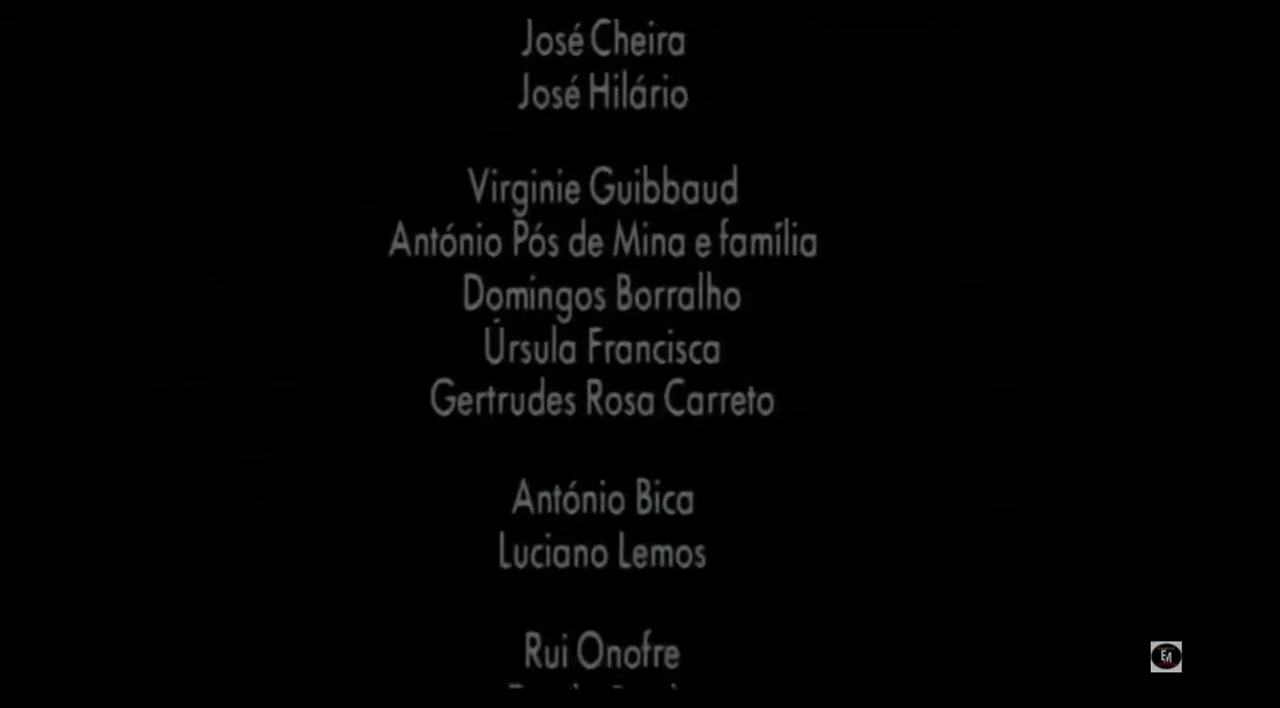 José Cheira
José Hilário
Virginie Guibbaud
António Pós de Mina e família
Domingos Borralho
Úrsula Francisca
Gertrudes Rosa Carreto
António Bica
Luciano Lemos
Rui Onofre